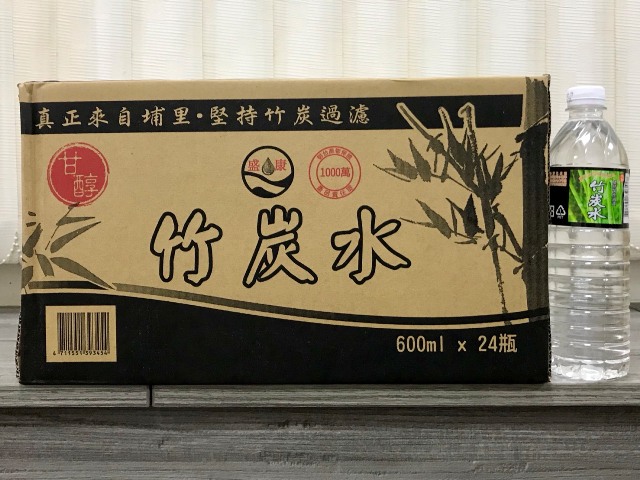 真正來自埔里·堅持竹炭過濾
甘醇
盛康
1000萬
竹炭水
600ml x 24瓶
4711551393454
竹炭水